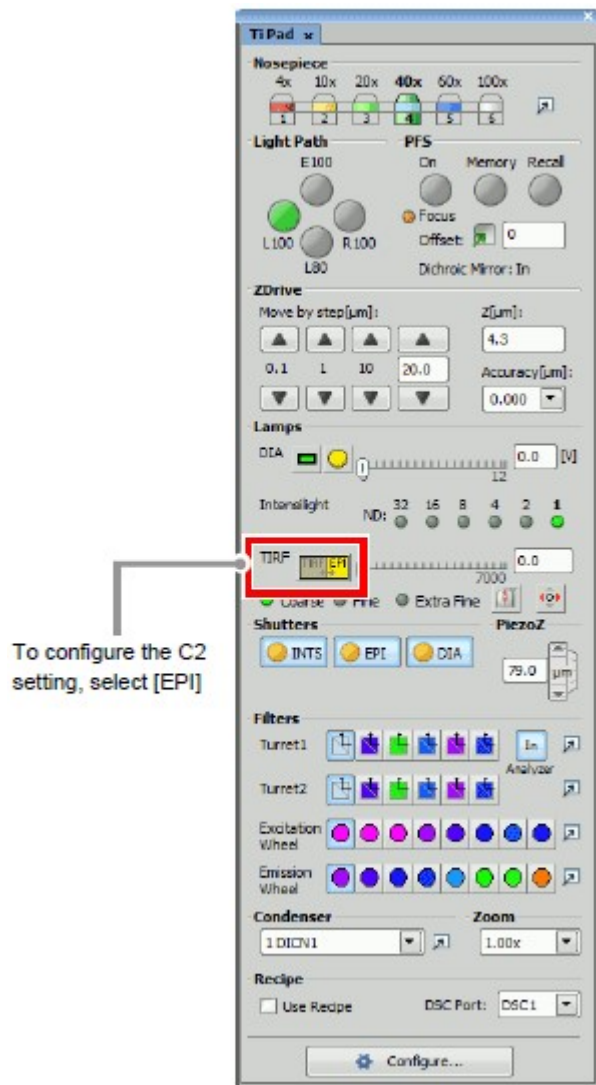 Ti Pad x
Nosepiece
4x 10x 20x 40x 60x 100x
1 2 3 4 5 6
Light Path PFS
E100 On Memory Recall
Focus
L100 R100 Offset: 0
L80 Dichroic Mirror: In
ZDrive
Move by step[µm]: Z[µm]:
4.3
0.1 1 10 20.0 Accuracy[µm]:
0.000
Lamps
DIA 0.0 [V]
12
Intensilight ND: 32 16 8 4 2 1
TIRF TIRF EPI 0.0
7000
Coarse Fine Extra Fine
To configure the C2
setting, select [EPI]
Shutters PiezoZ
INTS EPI DIA 79.0 µm
Filters
Turret1 In
Analyzer
Turret2
Excitation
Wheel
Emission
Wheel
Condenser Zoom
1 DICN1 1.00x
Recipe
Use Recipe DSC Port: DSC1
Configure...